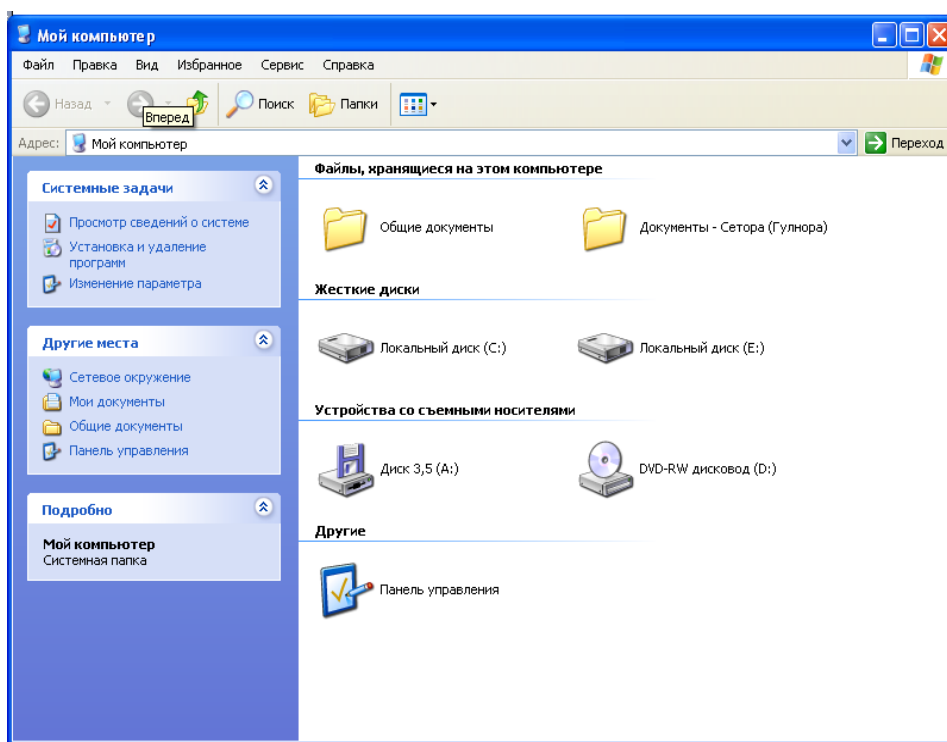 Мой компьютер
Файл Правка Вид Избранное Сервис Справка
Назад Поиск Папки
Вперед
Адрес: Мой компьютер Переход
Системные задачи
Просмотр сведений о системе
Установка и удаление
программ
Изменение параметра
Другие места
Сетевое окружение
Мои документы
Общие документы
Панель управления
Подробно
Мой компьютер
Системная папка
Файлы, хранящиеся на этом компьютере
Общие документы
Документы - Сетора (Гулнора)
Жесткие диски
Локальный диск (C:)
Локальный диск (E:)
Устройства со съемными носителями
Диск 3,5 (A:)
DVD-RW дисковод (D:)
Другие
Панель управления